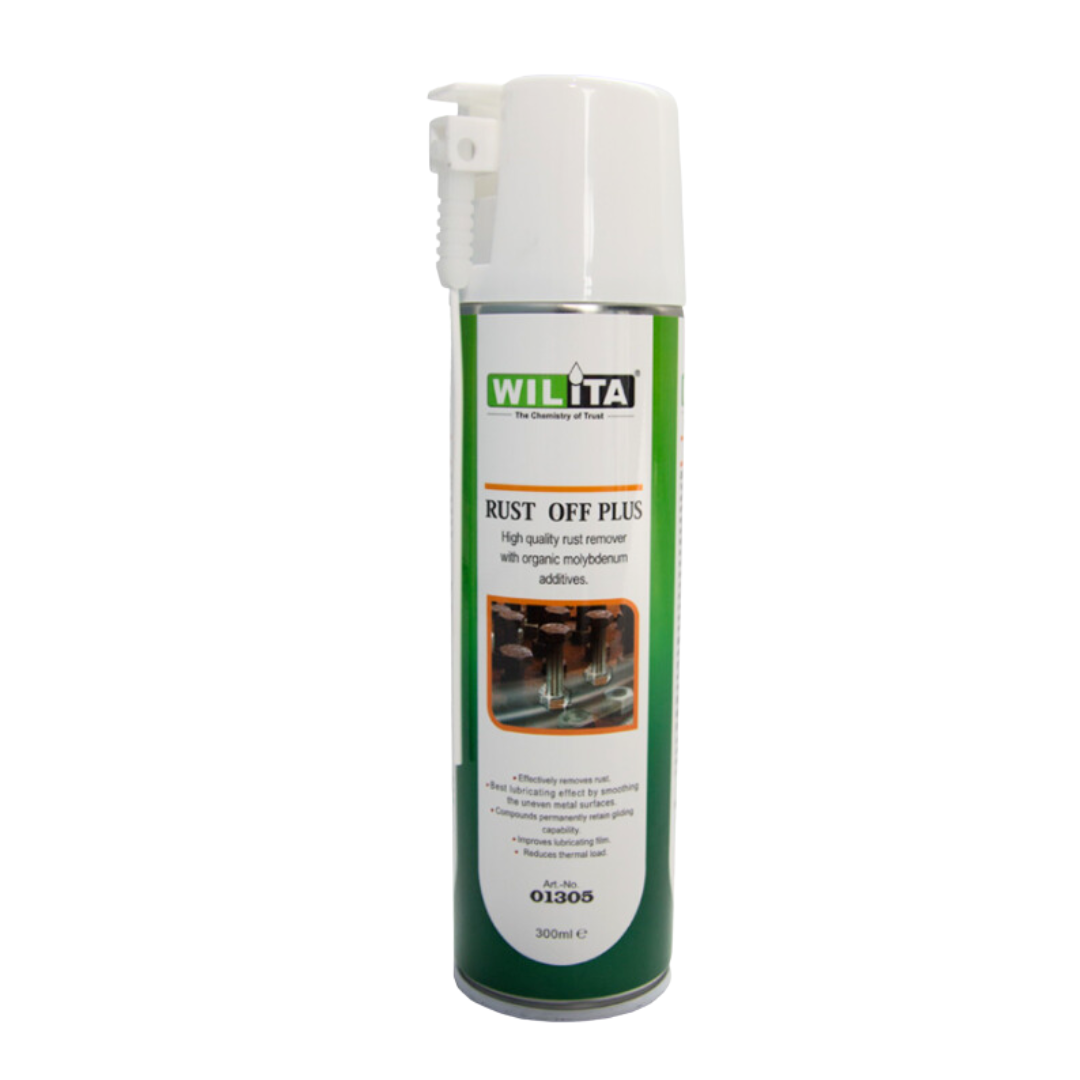 WILiTA®
The Chemistry of Trust
RUST OFF PLUS
High quality rust remover
with organic molybdenum
additives.
• Effectively removes rust.
• Best lubricating effect by smoothing
the uneven metal surfaces.
• Compounds permanently retain gliding
capability.
• Improves lubricating film.
• Reduces thermal load.
Art.-No.
01305
300ml ℮